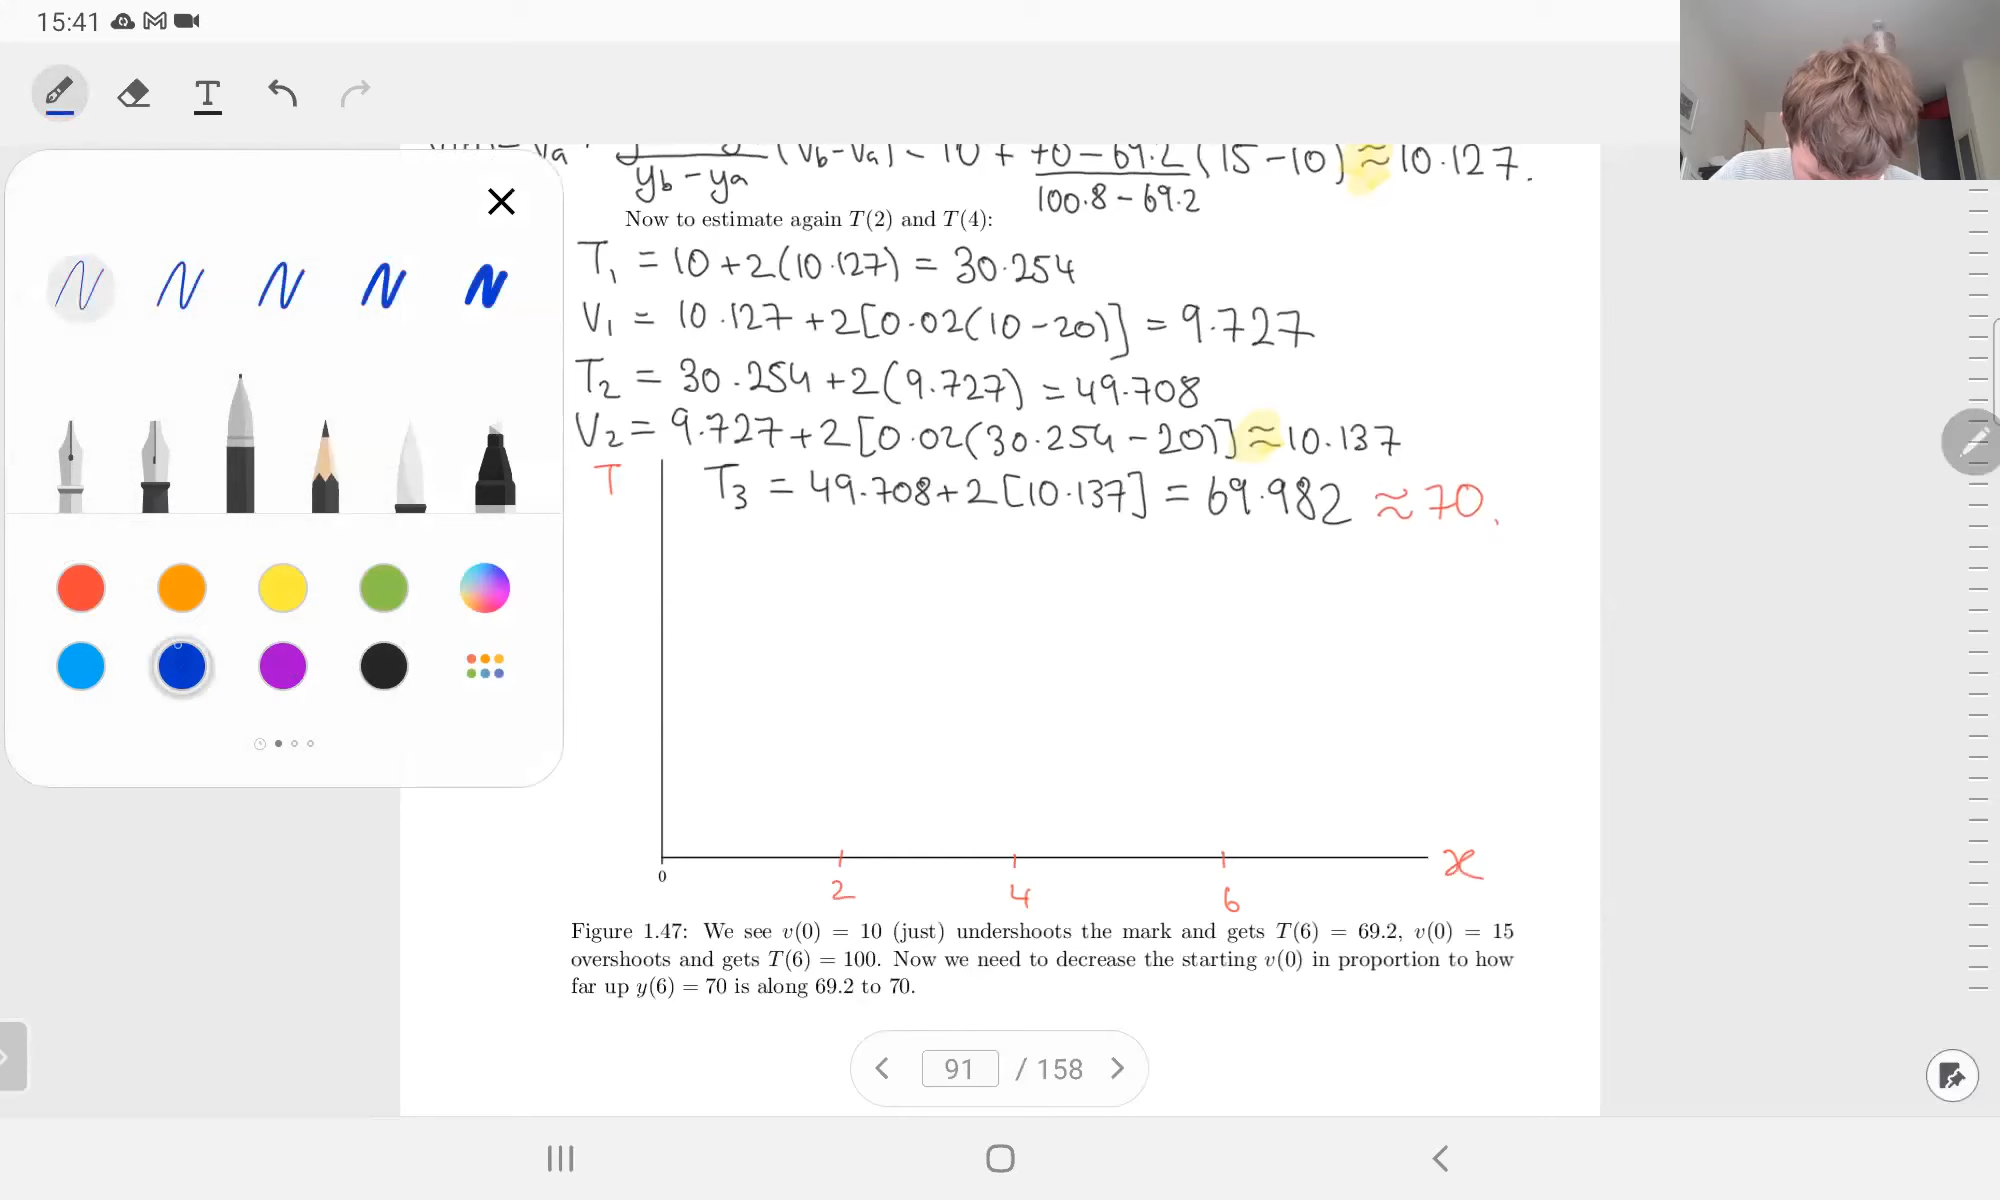 15:41
T
Va (Vb-Va) 10 + 70-69.2 (15-10) ≈ 10.127.
yb-ya 100.8-69.2
Now to estimate again T(2) and T(4):
T₁ = 10+2(10.127) = 30.254
V₁ = 10.127+2[0.02(10-20)] = 9.727
T₂ = 30.254+2(9.727) = 49.708
V₂ = 9.727+2[0.02(30.254-20)] ≈ 10.137
T T₃ = 49.708+2[10.137] = 69.982 ≈ 70.
x
0 2 4 6
Figure 1.47: We see v(0) = 10 (just) undershoots the mark and gets T(6) = 69.2, v(0) = 15
overshoots and gets T(6) = 100. Now we need to decrease the starting v(0) in proportion to how
far up y(6) = 70 is along 69.2 to 70.
91 / 158